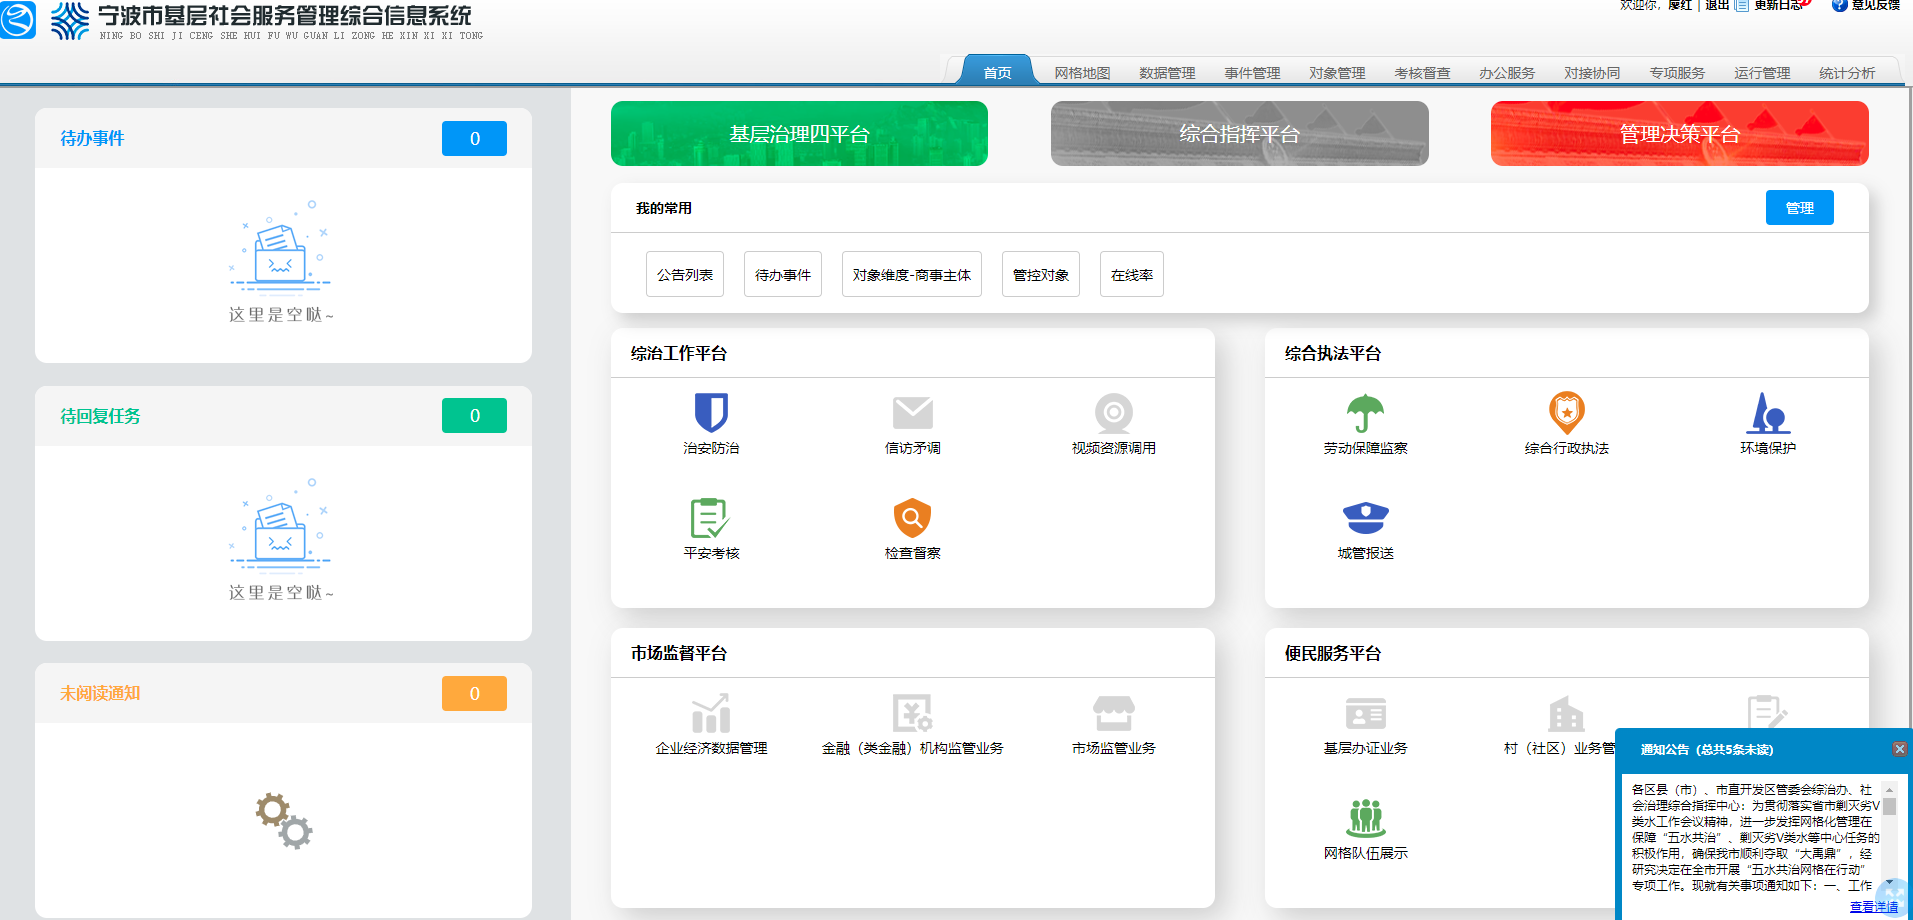 宁波市基层社会服务管理综合信息系统
NING BO SHI JI CENG SHE HUI FU WU GUAN LI ZONG HE XIN XI XI TONG
欢迎你，廖红 | 退出 更新日志 意见反馈
首页 网格地图 数据管理 事件管理 对象管理 考核督查 办公服务 对接协同 专项服务 运行管理 统计分析
待办事件 0
这里是空哒~
待回复任务 0
这里是空哒~
未阅读通知 0
基层治理四平台 综合指挥平台 管理决策平台
我的常用 管理
公告列表 待办事件 对象维度-商事主体 管控对象 在线率
综治工作平台
治安防治 信访矛调 视频资源调用
平安考核 检查督察
综合执法平台
劳动保障监察 综合行政执法 环境保护
城管报送
市场监督平台
企业经济数据管理 金融（类金融）机构监管业务 市场监管业务
便民服务平台
基层办证业务 村（社区）业务管
网格队伍展示
通知公告（总共5条未读）
各区县（市）、市直开发区管委会综治办、社
会治理综合指挥中心：为贯彻落实省市剿灭劣V
类水工作会议精神，进一步发挥网格化管理在
保障“五水共治”、剿灭劣V类水等中心任务的
积极作用，确保我市顺利夺取“大禹鼎”，经
研究决定在全市开展“五水共治网格在行动”
专项工作。现就有关事项通知如下：一、工作
查看详情